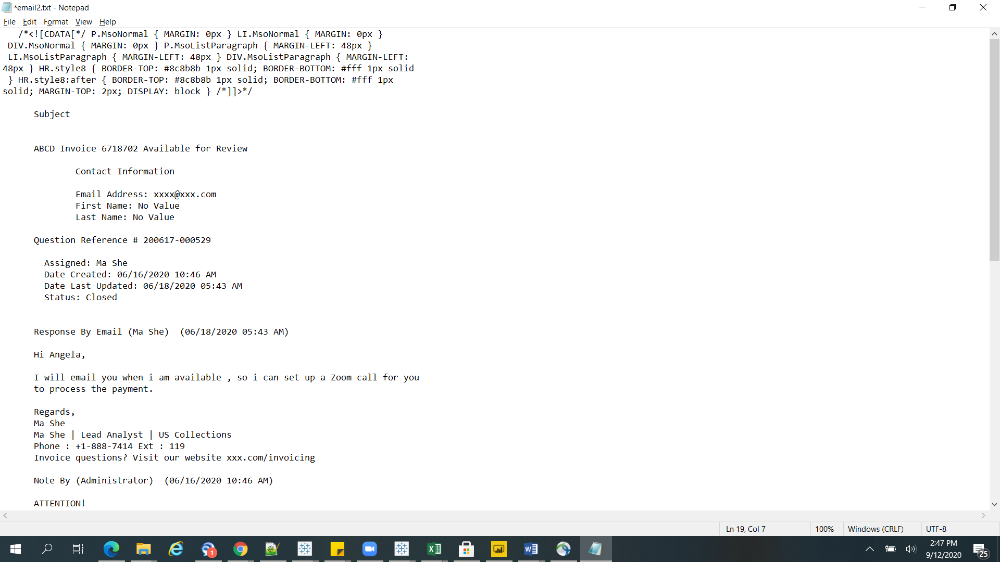 *email2.txt - Notepad
File Edit Format View Help
/*<![CDATA[*/ P.MsoNormal { MARGIN: 0px } LI.MsoNormal { MARGIN: 0px }
DIV.MsoNormal { MARGIN: 0px } P.MsoListParagraph { MARGIN-LEFT: 48px }
LI.MsoListParagraph { MARGIN-LEFT: 48px } DIV.MsoListParagraph { MARGIN-LEFT:
48px } HR.style8 { BORDER-TOP: #8c8b8b 1px solid; BORDER-BOTTOM: #fff 1px solid
} HR.style8:after { BORDER-TOP: #8c8b8b 1px solid; BORDER-BOTTOM: #fff 1px
solid; MARGIN-TOP: 2px; DISPLAY: block } /*]]>*/
Subject
ABCD Invoice 6718702 Available for Review
Contact Information
Email Address: xxxx@xxx.com
First Name: No Value
Last Name: No Value
Question Reference # 200617-000529
Assigned: Ma She
Date Created: 06/16/2020 10:46 AM
Date Last Updated: 06/18/2020 05:43 AM
Status: Closed
Response By Email (Ma She)  (06/18/2020 05:43 AM)
Hi Angela,
I will email you when i am available , so i can set up a Zoom call for you
to process the payment.
Regards,
Ma She
Ma She | Lead Analyst | US Collections
Phone : +1-888-7414 Ext : 119
Invoice questions? Visit our website xxx.com/invoicing
Note By (Administrator)  (06/16/2020 10:46 AM)
ATTENTION!
Ln 19, Col 7 100% Windows (CRLF) UTF-8
1
2:47 PM
9/12/2020
25